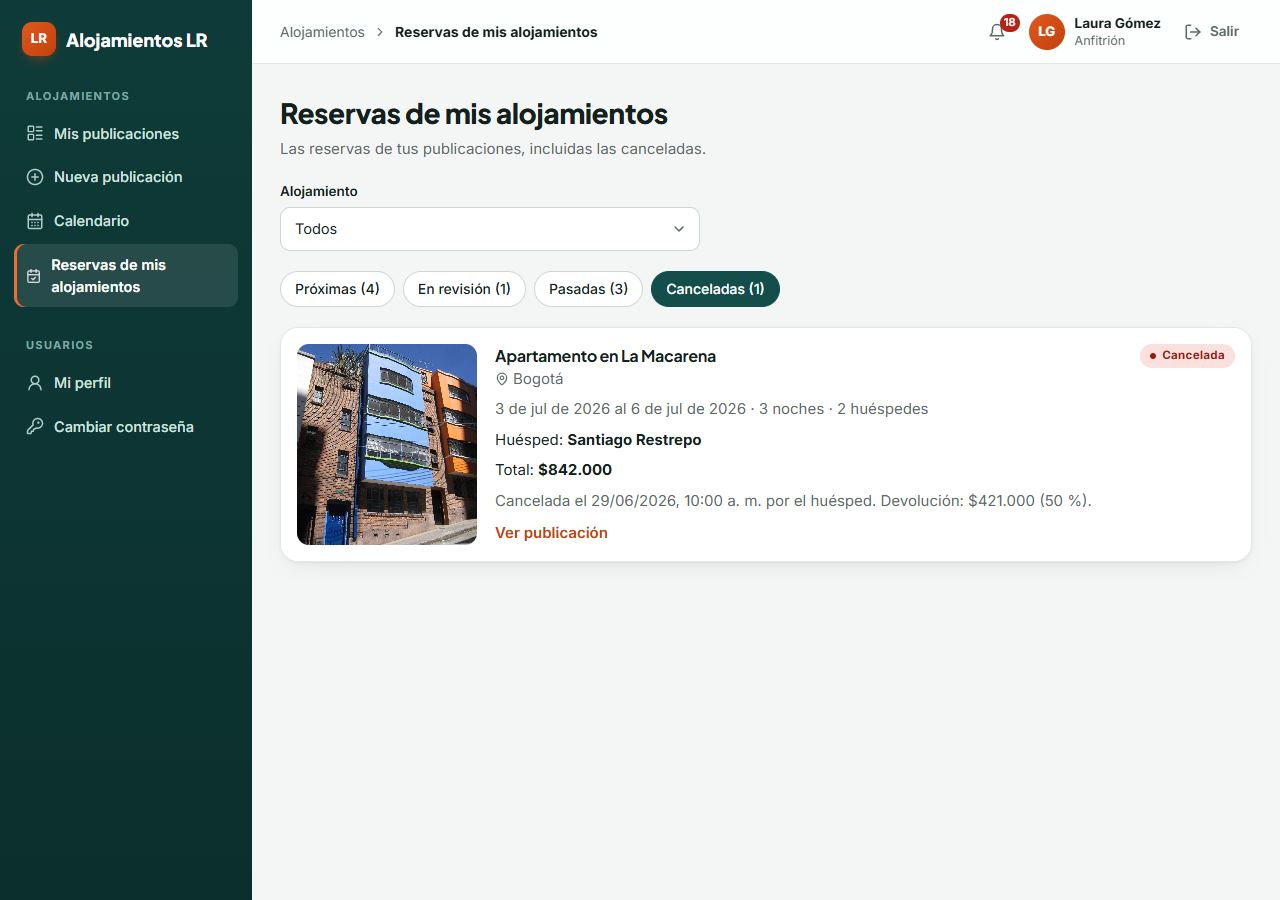 LR
Alojamientos LR
ALOJAMIENTOS
Mis publicaciones
Nueva publicación
Calendario
Reservas de mis
alojamientos
USUARIOS
Mi perfil
Cambiar contraseña
Alojamientos
Reservas de mis alojamientos
18
LG
Laura Gómez
Anfitrión
Salir
Reservas de mis alojamientos
Las reservas de tus publicaciones, incluidas las canceladas.
Alojamiento
Todos
Próximas (4)
En revisión (1)
Pasadas (3)
Canceladas (1)
Apartamento en La Macarena
Cancelada
Bogotá
3 de jul de 2026 al 6 de jul de 2026 · 3 noches · 2 huéspedes
Huésped: Santiago Restrepo
Total: $842.000
Cancelada el 29/06/2026, 10:00 a. m. por el huésped. Devolución: $421.000 (50 %).
Ver publicación